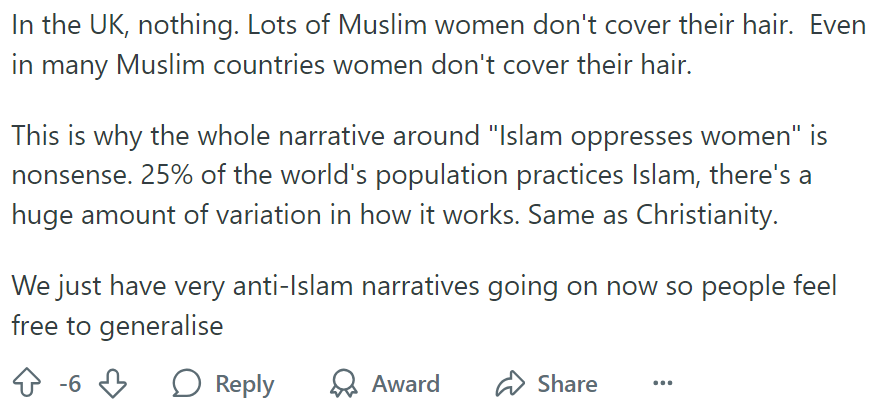 In the UK, nothing. Lots of Muslim women don't cover their hair.  Even
in many Muslim countries women don't cover their hair.
This is why the whole narrative around "Islam oppresses women" is
nonsense. 25% of the world's population practices Islam, there's a
huge amount of variation in how it works. Same as Christianity.
We just have very anti-Islam narratives going on now so people feel
free to generalise
-6 Reply Award Share ...